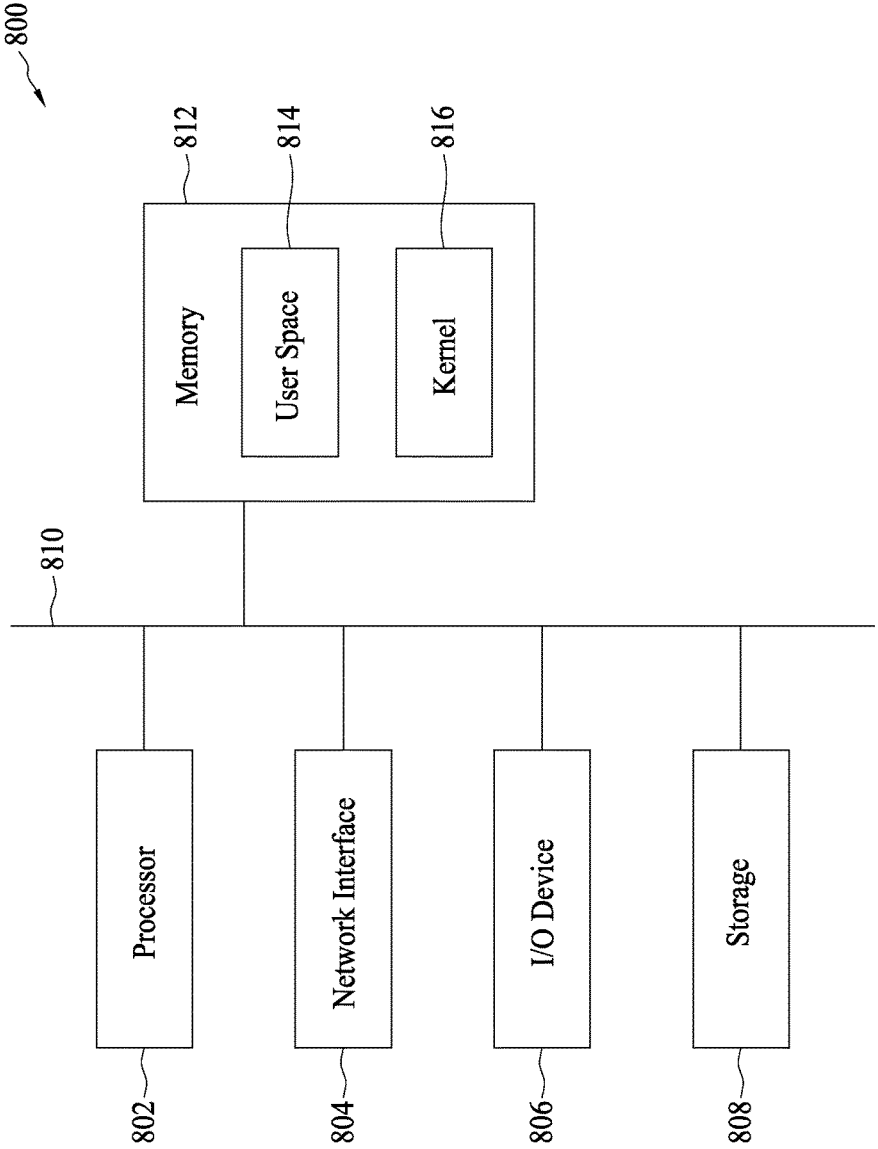 800
802
Processor
804
Network Interface
806
I/O Device
808
Storage
810
812
Memory
814
User Space
816
Kernel